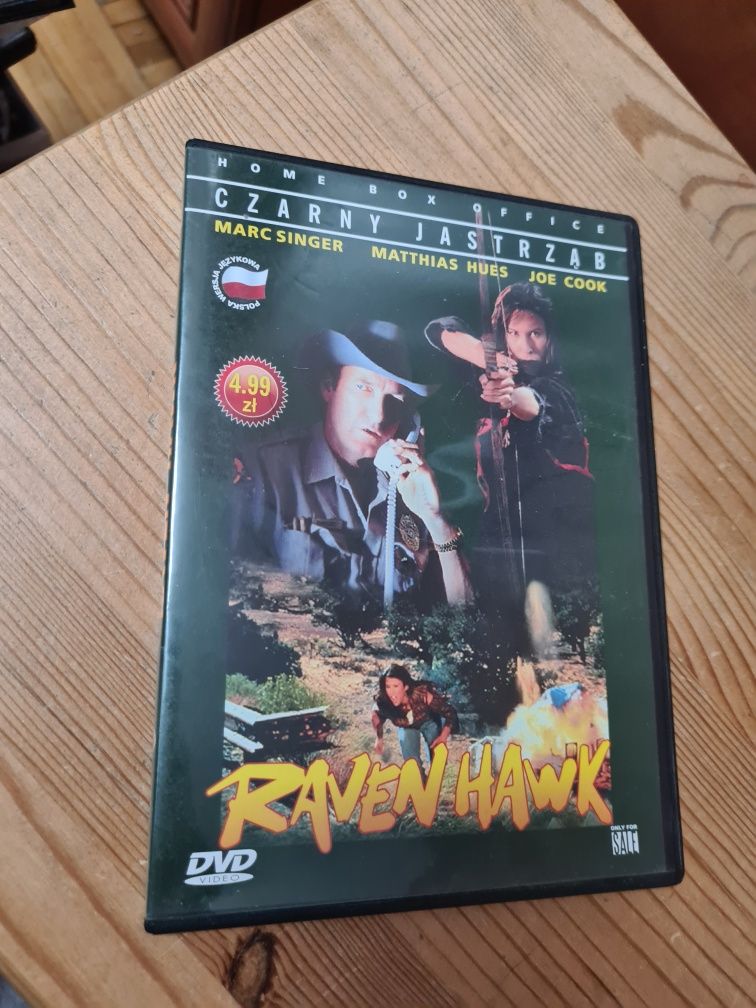 HOME BOX OFFICE
CZARNY JASTRZĄB
MARC SINGER MATTHIAS HUES JOE COOK
POLSKA WERSJA JĘZYKOWA
4.99
zł
RAVEN HAWK
DVD
VIDEO
ONLY FOR
SALE